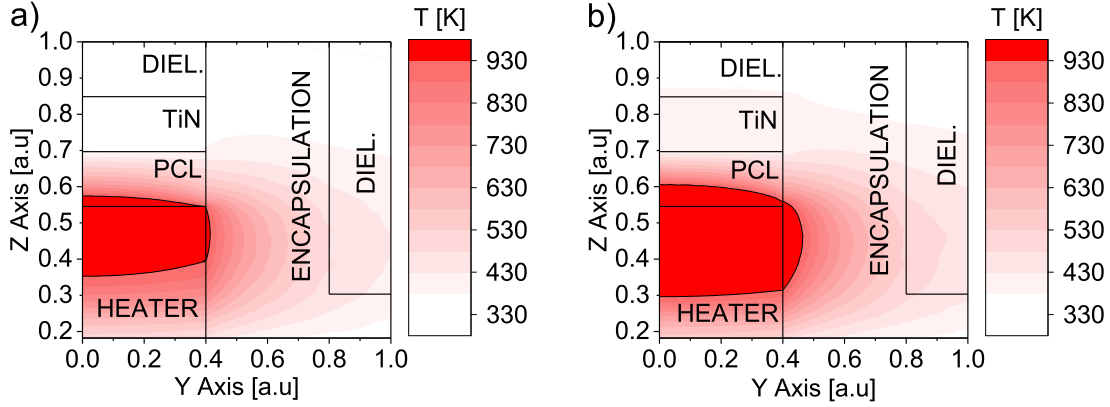 a)
T [K]
1.0
0.9
0.8
0.7
0.6
0.5
0.4
0.3
0.2
Z Axis [a.u]
DIEL.
TiN
PCL
HEATER
ENCAPSULATION
DIEL.
0.0 0.2 0.4 0.6 0.8 1.0
Y Axis [a.u]
930
830
730
630
530
430
330
b)
T [K]
1.0
0.9
0.8
0.7
0.6
0.5
0.4
0.3
0.2
Z Axis [a.u]
DIEL.
TiN
PCL
HEATER
ENCAPSULATION
DIEL.
0.0 0.2 0.4 0.6 0.8 1.0
Y Axis [a.u]
930
830
730
630
530
430
330